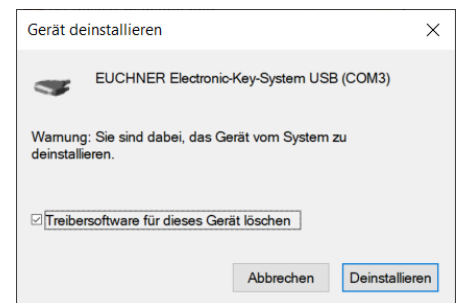 Gerät deinstallieren
EUCHNER Electronic-Key-System USB (COM3)
Warnung: Sie sind dabei, das Gerät vom System zu
deinstallieren.
Treibersoftware für dieses Gerät löschen
Abbrechen Deinstallieren